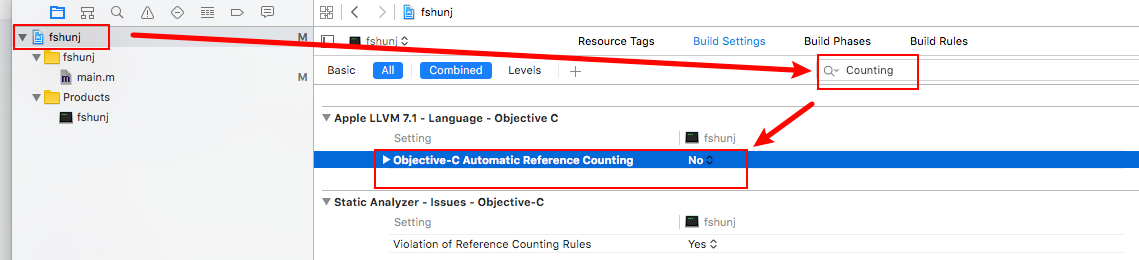 fshunj
fshunj M
fshunj Resource Tags Build Settings Build Phases Build Rules
fshunj
Basic All Combined Levels Counting
main.m M
Products
fshunj
Apple LLVM 7.1 - Language - Objective C
Setting fshunj
Objective-C Automatic Reference Counting No
Static Analyzer - Issues - Objective-C
Setting fshunj
Violation of Reference Counting Rules Yes